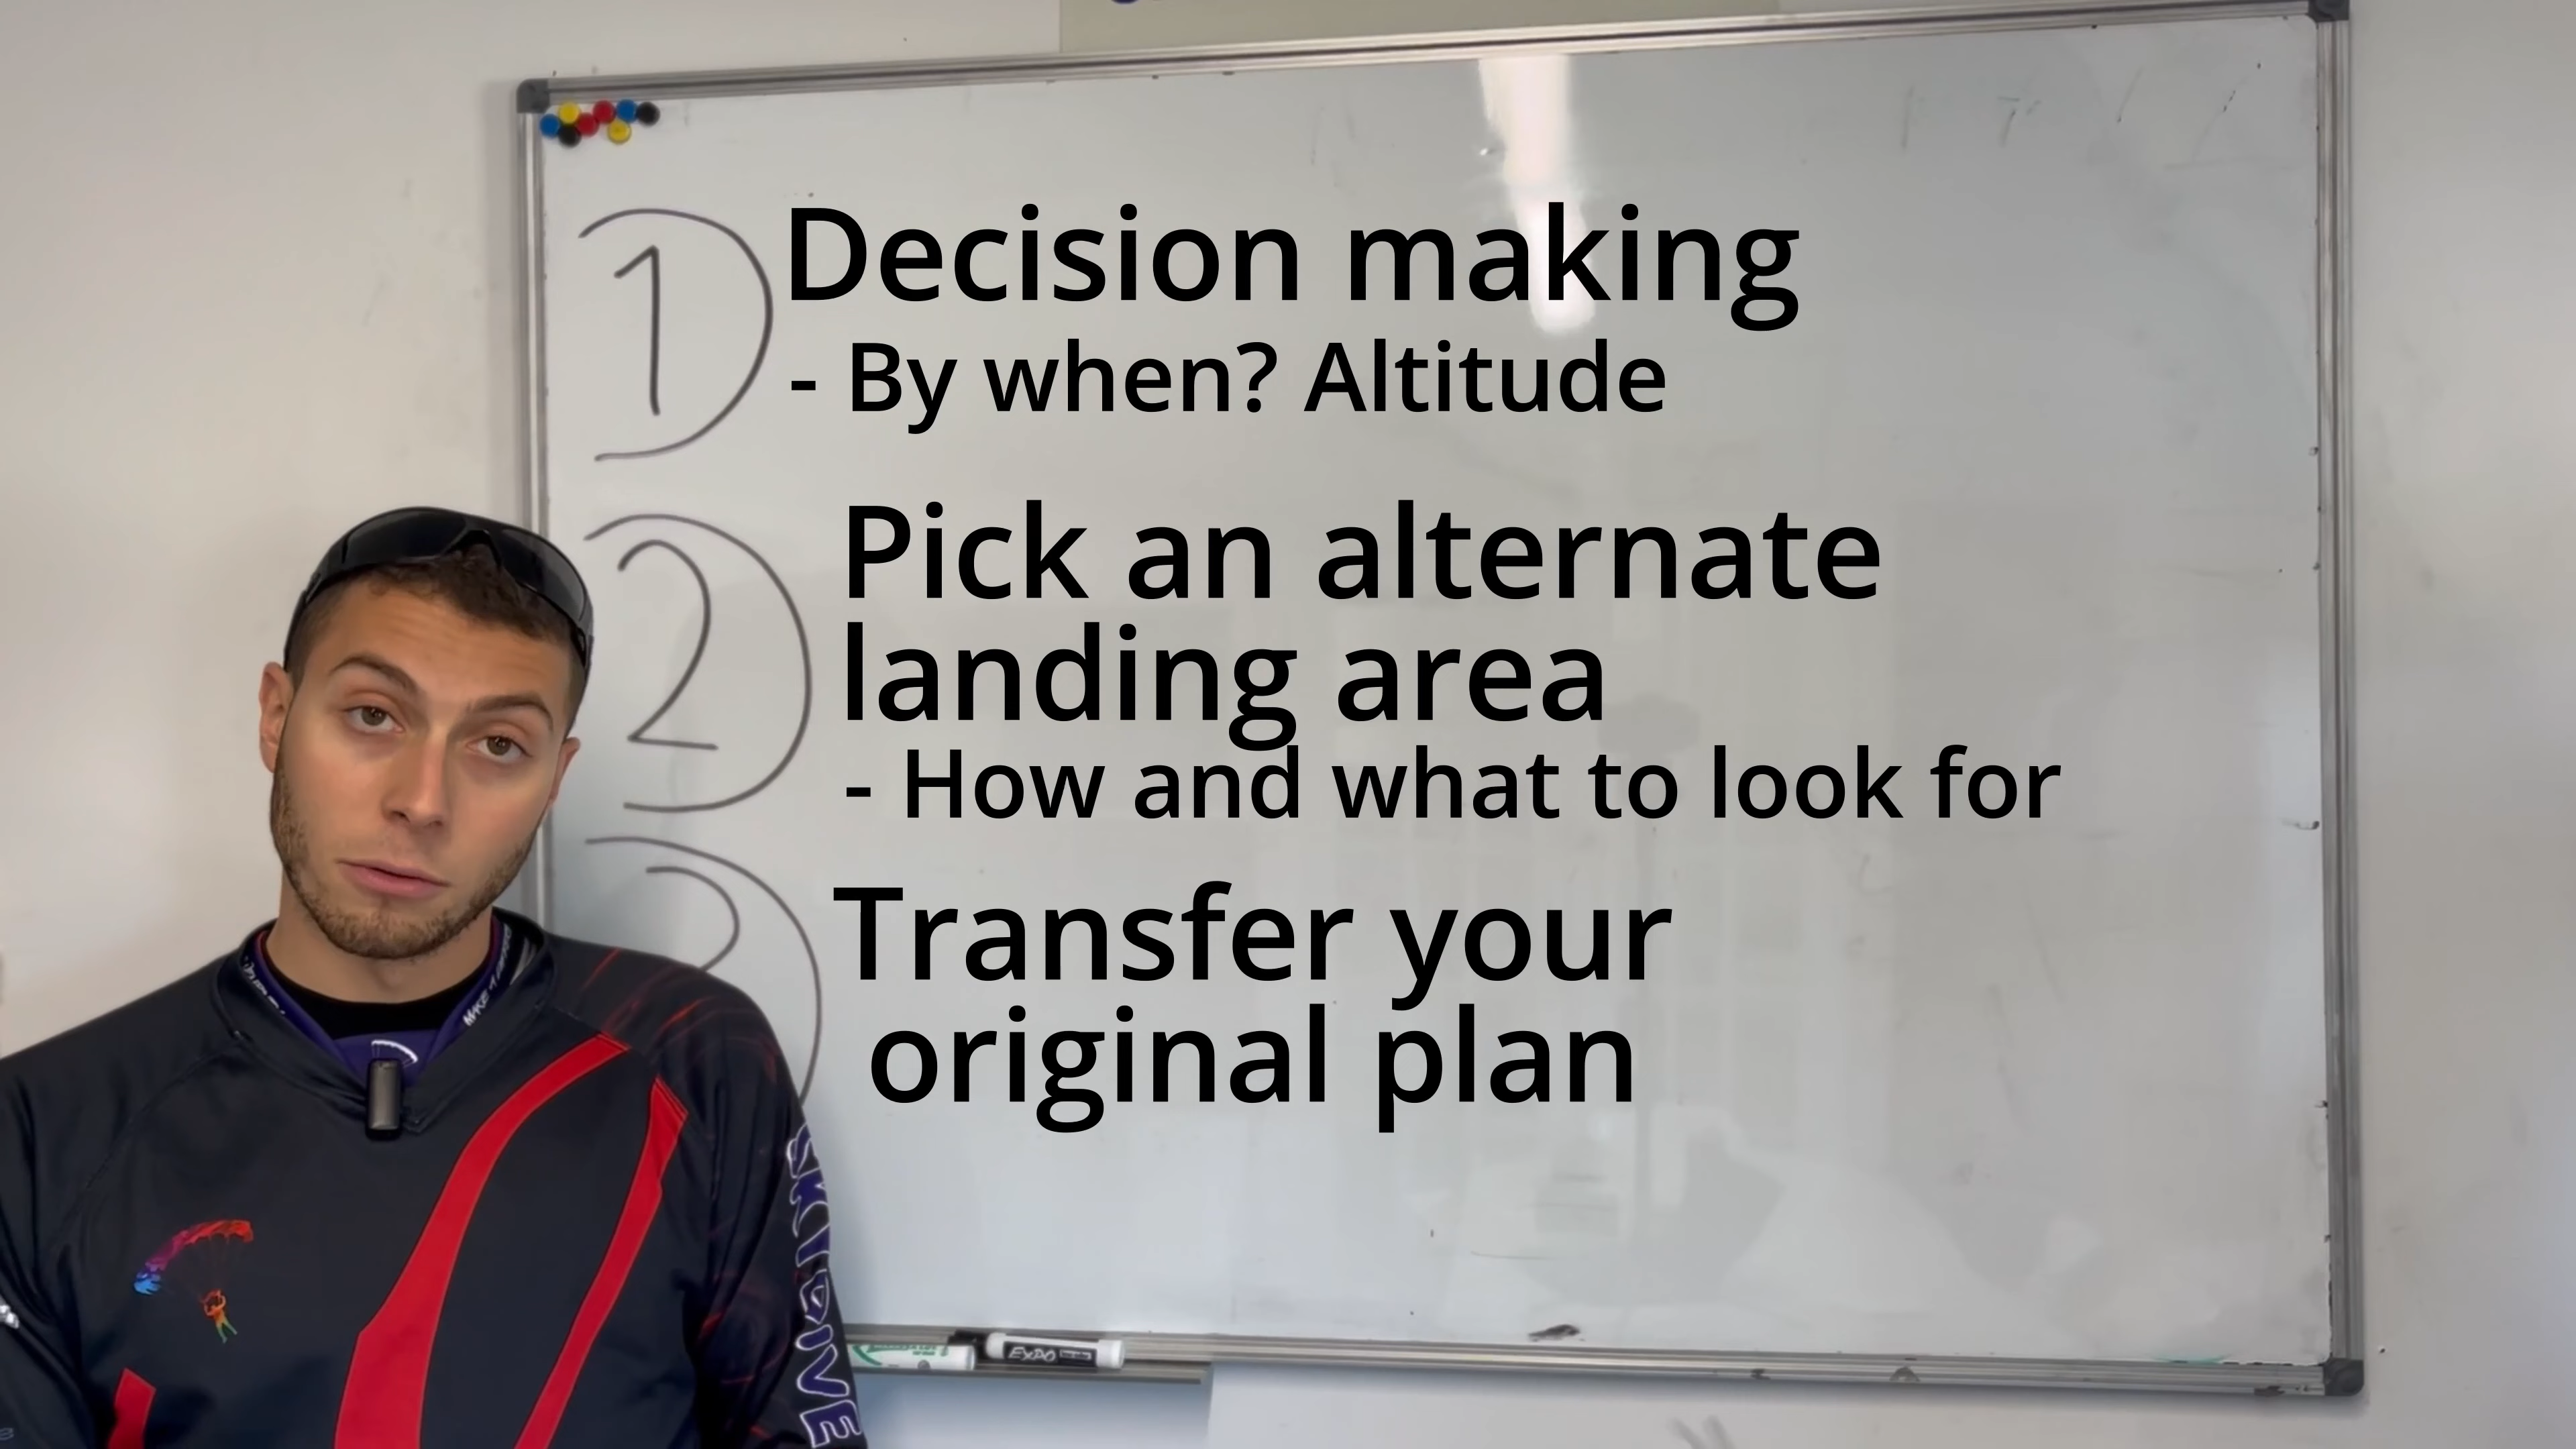 1
Decision making
- By when? Altitude
2
Pick an alternate
landing area
- How and what to look for
Transfer your
original plan
SKYDIVE
EXPO